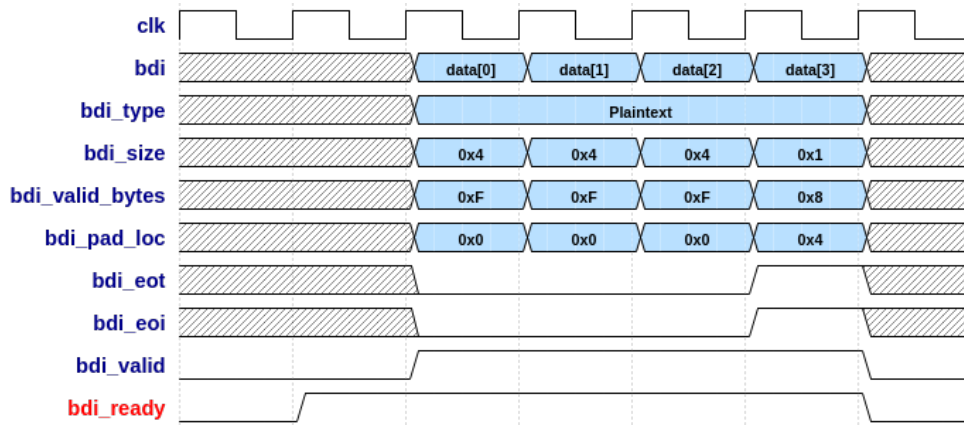 clk
bdi data[0] data[1] data[2] data[3]
bdi_type Plaintext
bdi_size 0x4 0x4 0x4 0x1
bdi_valid_bytes 0xF 0xF 0xF 0x8
bdi_pad_loc 0x0 0x0 0x0 0x4
bdi_eot
bdi_eoi
bdi_valid
bdi_ready